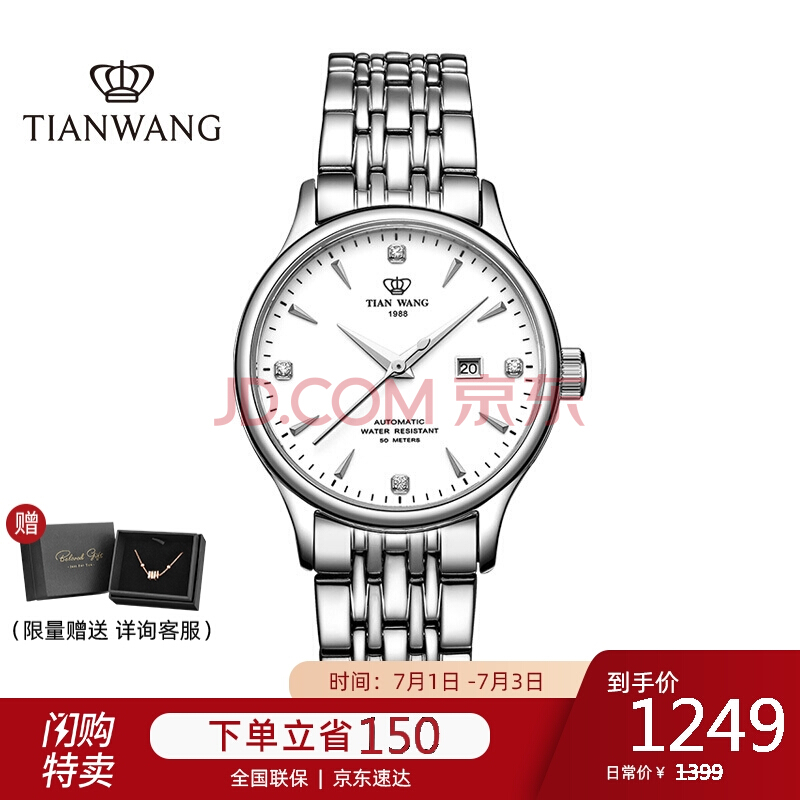 TIANWANG
TIAN WANG
1988
20
JD.COM 京东
AUTOMATIC
WATER RESISTANT
50 METERS
赠
(限量赠送 详询客服)
时间：7月1日 -7月3日
闪购
特卖
下单立省150
全国联保 | 京东速达
到手价
1249
日常价￥ 1399